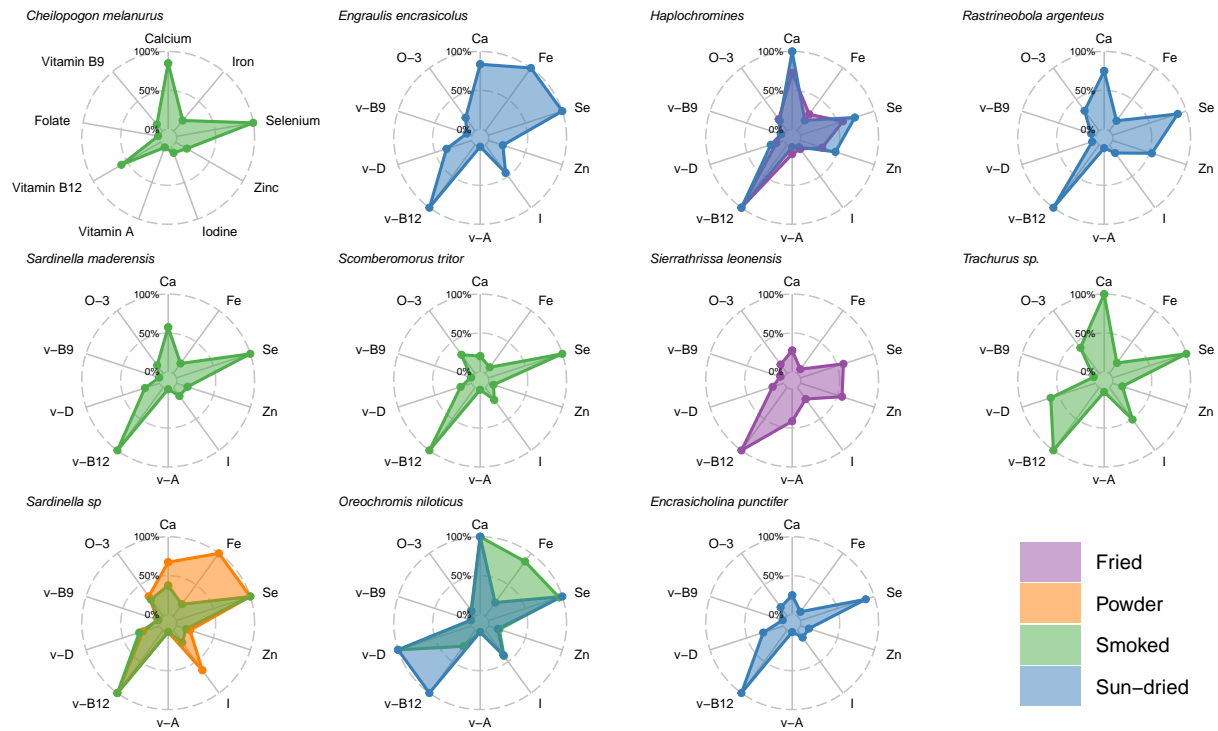 Cheilopogon melanurus
Calcium
100%
Vitamin B9
Iron
50%
Folate
Selenium
0%
Vitamin B12
Zinc
Vitamin A
Iodine
Engraulis encrasicolus
Ca
100%
O−3
Fe
50%
v−B9
Se
0%
v−D
Zn
v−B12
I
v−A
Haplochromines
Ca
100%
O−3
Fe
50%
v−B9
Se
0%
v−D
Zn
v−B12
I
v−A
Rastrineobola argenteus
Ca
100%
O−3
Fe
50%
v−B9
Se
0%
v−D
Zn
v−B12
I
v−A
Sardinella maderensis
Ca
100%
O−3
Fe
50%
v−B9
Se
0%
v−D
Zn
v−B12
I
v−A
Scomberomorus tritor
Ca
100%
O−3
Fe
50%
v−B9
Se
0%
v−D
Zn
v−B12
I
v−A
Sierrathrissa leonensis
Ca
100%
O−3
Fe
50%
v−B9
Se
0%
v−D
Zn
v−B12
I
v−A
Trachurus sp.
Ca
100%
O−3
Fe
50%
v−B9
Se
0%
v−D
Zn
v−B12
I
v−A
Sardinella sp
Ca
100%
O−3
Fe
50%
v−B9
Se
0%
v−D
Zn
v−B12
I
v−A
Oreochromis niloticus
Ca
100%
O−3
Fe
50%
v−B9
Se
0%
v−D
Zn
v−B12
I
v−A
Encrasicholina punctifer
Ca
100%
O−3
Fe
50%
v−B9
Se
0%
v−D
Zn
v−B12
I
v−A
Fried
Powder
Smoked
Sun−dried